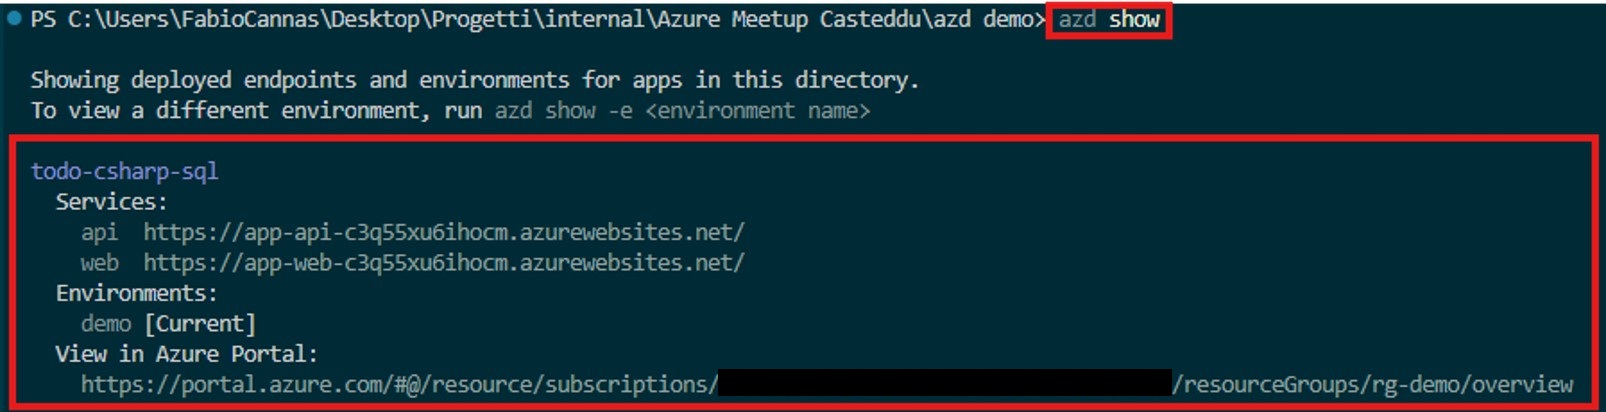 PS C:\Users\FabioCannas\Desktop\Progetti\internal\Azure Meetup Casteddu\azd demo> azd show
Showing deployed endpoints and environments for apps in this directory.
To view a different environment, run azd show -e <environment name>
todo-csharp-sql
Services:
api https://app-api-c3q55xu6ihocm.azurewebsites.net/
web https://app-web-c3q55xu6ihocm.azurewebsites.net/
Environments:
demo [Current]
View in Azure Portal:
https://portal.azure.com/#@/resource/subscriptions/ /resourceGroups/rg-demo/overview